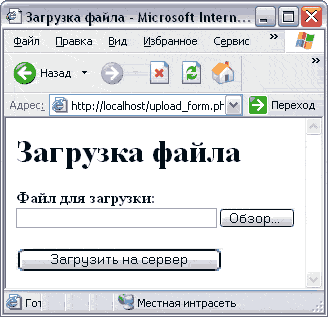 Загрузка файла - Microsoft Intern
Файл Правка Вид Избранное Сервис
Назад
Адрес: http://localhost/upload_form.ph Переход
Загрузка файла
Файл для загрузки:
Обзор...
Загрузить на сервер
Гот Местная интрасеть